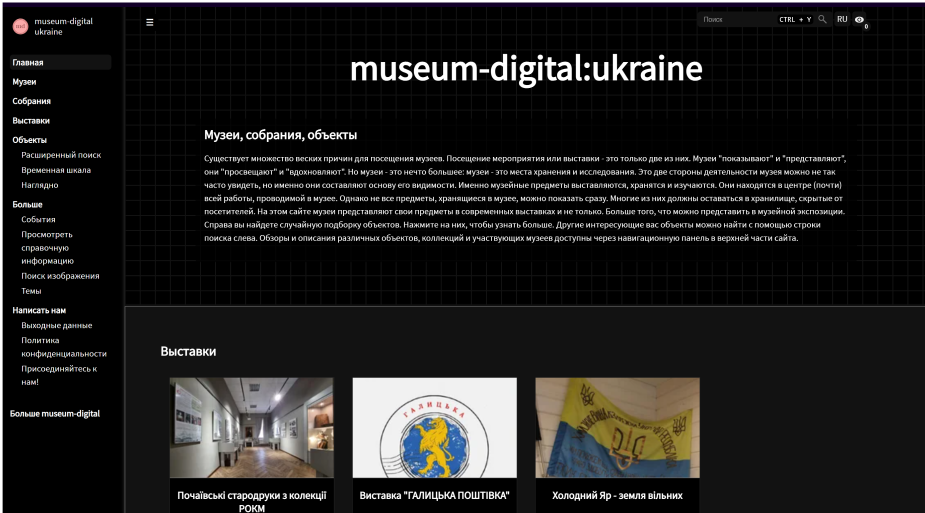 museum-digital
ukraine
Главная
Музеи
Собрания
Выставки
Объекты
Расширенный поиск
Временная шкала
Наглядно
Больше
События
Просмотреть
справочную
информацию
Поиск изображения
Темы
Написать нам
Выходные данные
Политика
конфиденциальности
Присоединяйтесь к
нам!
Больше museum-digital
☰
Поиск
CTRL + Y
RU
0
museum-digital:ukraine
Музеи, собрания, объекты
Существует множество веских причин для посещения музеев. Посещение мероприятия или выставки - это только две из них. Музеи "показывают" и "представляют",
они "просвещают" и "вдохновляют". Но музеи - это нечто большее: музеи - это места хранения и исследования. Это две стороны деятельности музея можно не так
часто увидеть, но именно они составляют основу его видимости. Именно музейные предметы выставляются, хранятся и изучаются. Они находятся в центре (почти)
всей работы, проводимой в музее. Однако не все предметы, хранящиеся в музее, можно показать сразу. Многие из них должны оставаться в хранилище, скрытые от
посетителей. На этом сайте музеи представляют свои предметы в современных выставках и не только. Больше того, что можно представить в музейной экспозиции.
Справа вы найдете случайную подборку объектов. Нажмите на них, чтобы узнать больше. Другие интересующие вас объекты можно найти с помощью строки
поиска слева. Обзоры и описания различных объектов, коллекций и участвующих музеев доступны через навигационную панель в верхней части сайта.
Выставки
ГАЛИЦЬКА
Почаївські стародруки з колекції
РОКМ
Виставка "ГАЛИЦЬКА ПОШТІВКА"
Холодний Яр - земля вільних